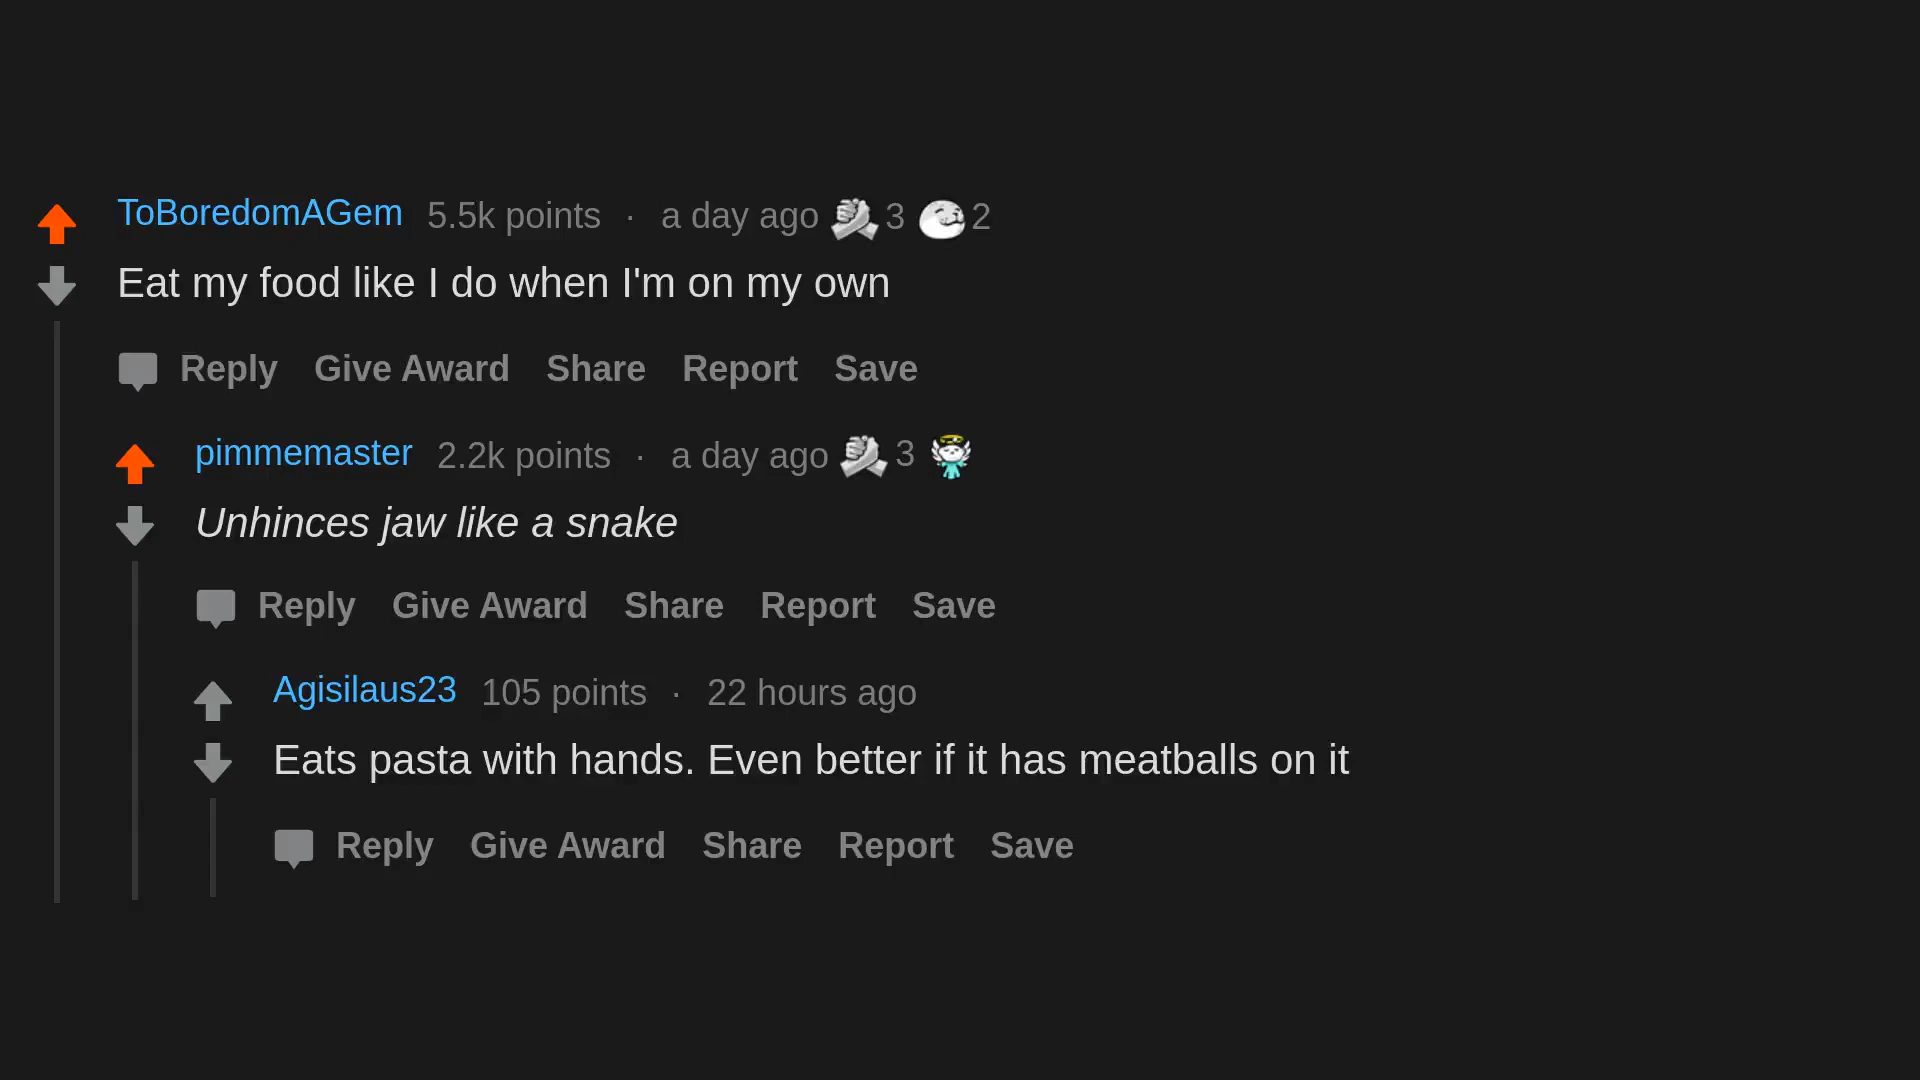 ToBoredomAGem 5.5k points · a day ago 3 2
Eat my food like I do when I'm on my own
Reply Give Award Share Report Save
pimmemaster 2.2k points · a day ago 3
Unhinces jaw like a snake
Reply Give Award Share Report Save
Agisilaus23 105 points · 22 hours ago
Eats pasta with hands. Even better if it has meatballs on it
Reply Give Award Share Report Save